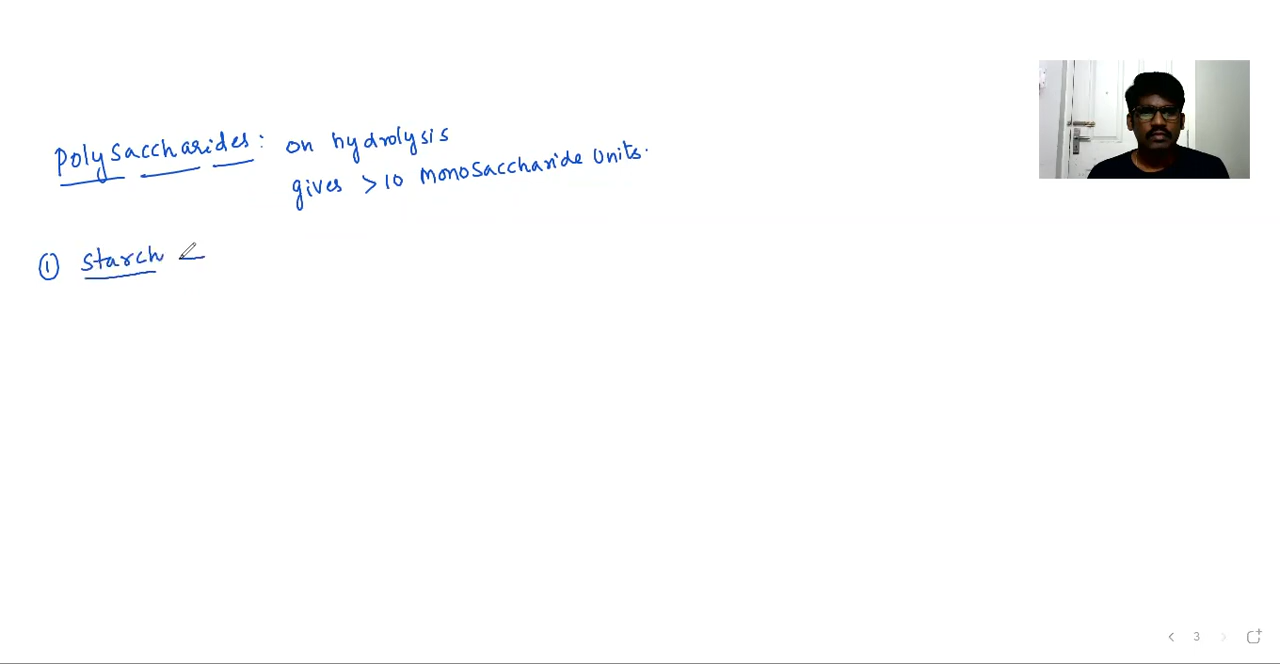 Polysaccharides: on hydrolysis
gives >10 monosaccharide units.
① Starch
3